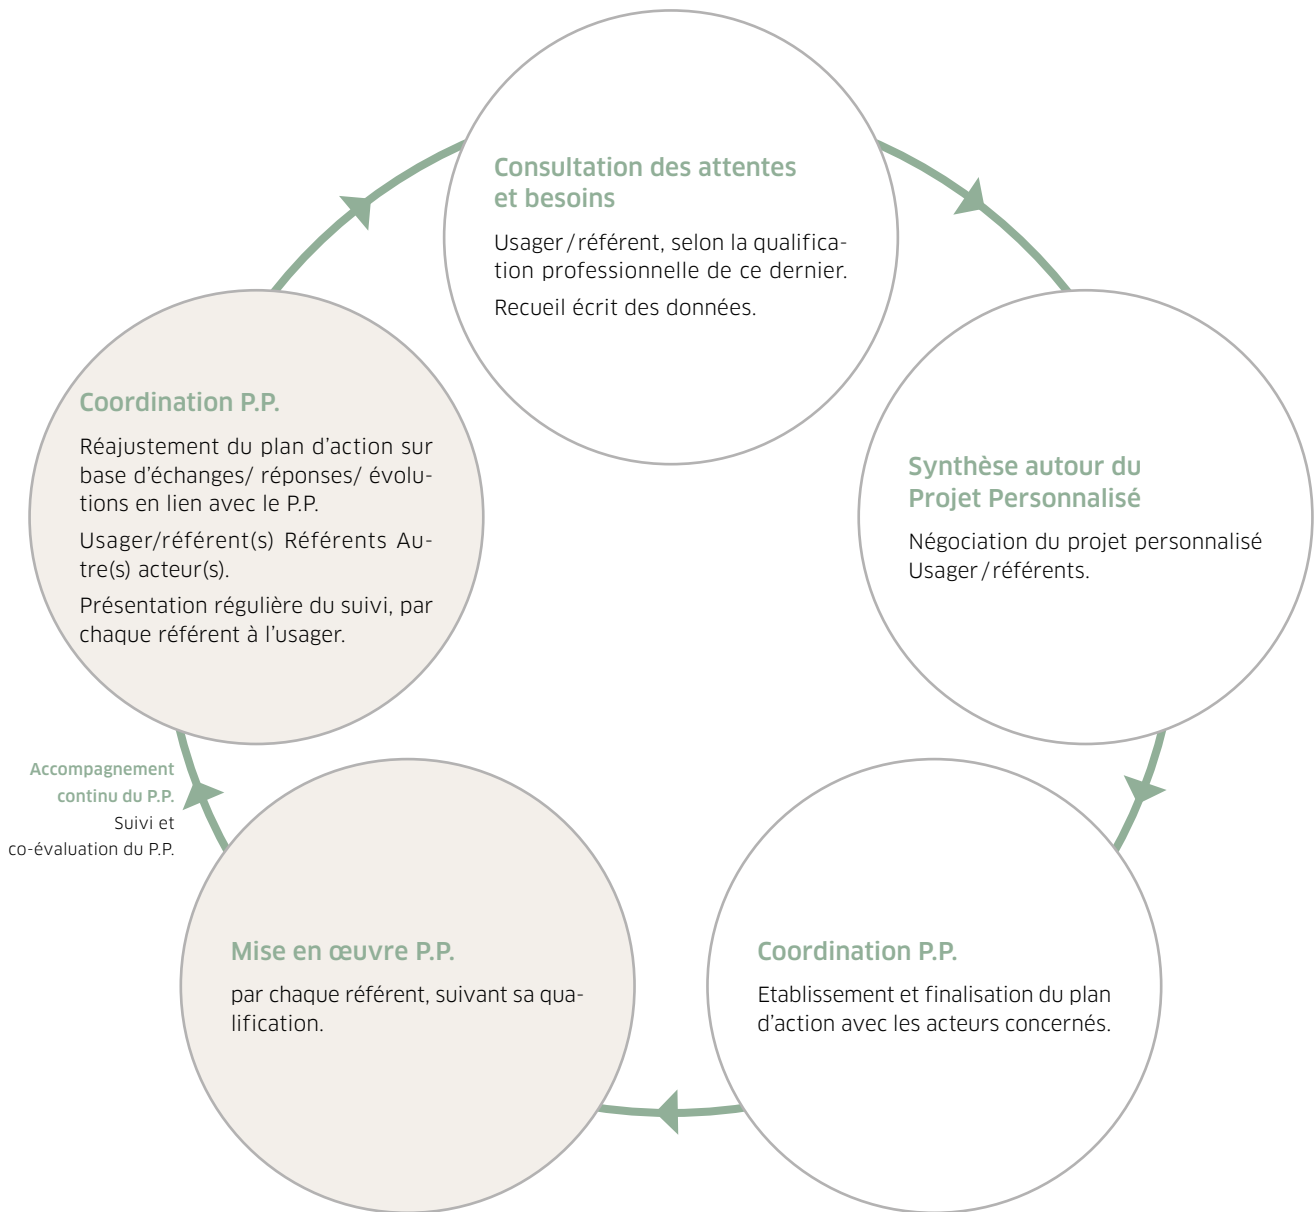 Consultation des attentes
et besoins
Usager/référent, selon la qualifica-
tion professionnelle de ce dernier.
Recueil écrit des données.
Synthèse autour du
Projet Personnalisé
Négociation du projet personnalisé
Usager/référents.
Coordination P.P.
Etablissement et finalisation du plan
d'action avec les acteurs concernés.
Mise en œuvre P.P.
par chaque référent, suivant sa qua-
lification.
Accompagnement
continu du P.P.
Suivi et
co-évaluation du P.P.
Coordination P.P.
Réajustement du plan d'action sur
base d'échanges/ réponses/ évolu-
tions en lien avec le P.P.
Usager/référent(s) Référents Au-
tre(s) acteur(s).
Présentation régulière du suivi, par
chaque référent à l'usager.